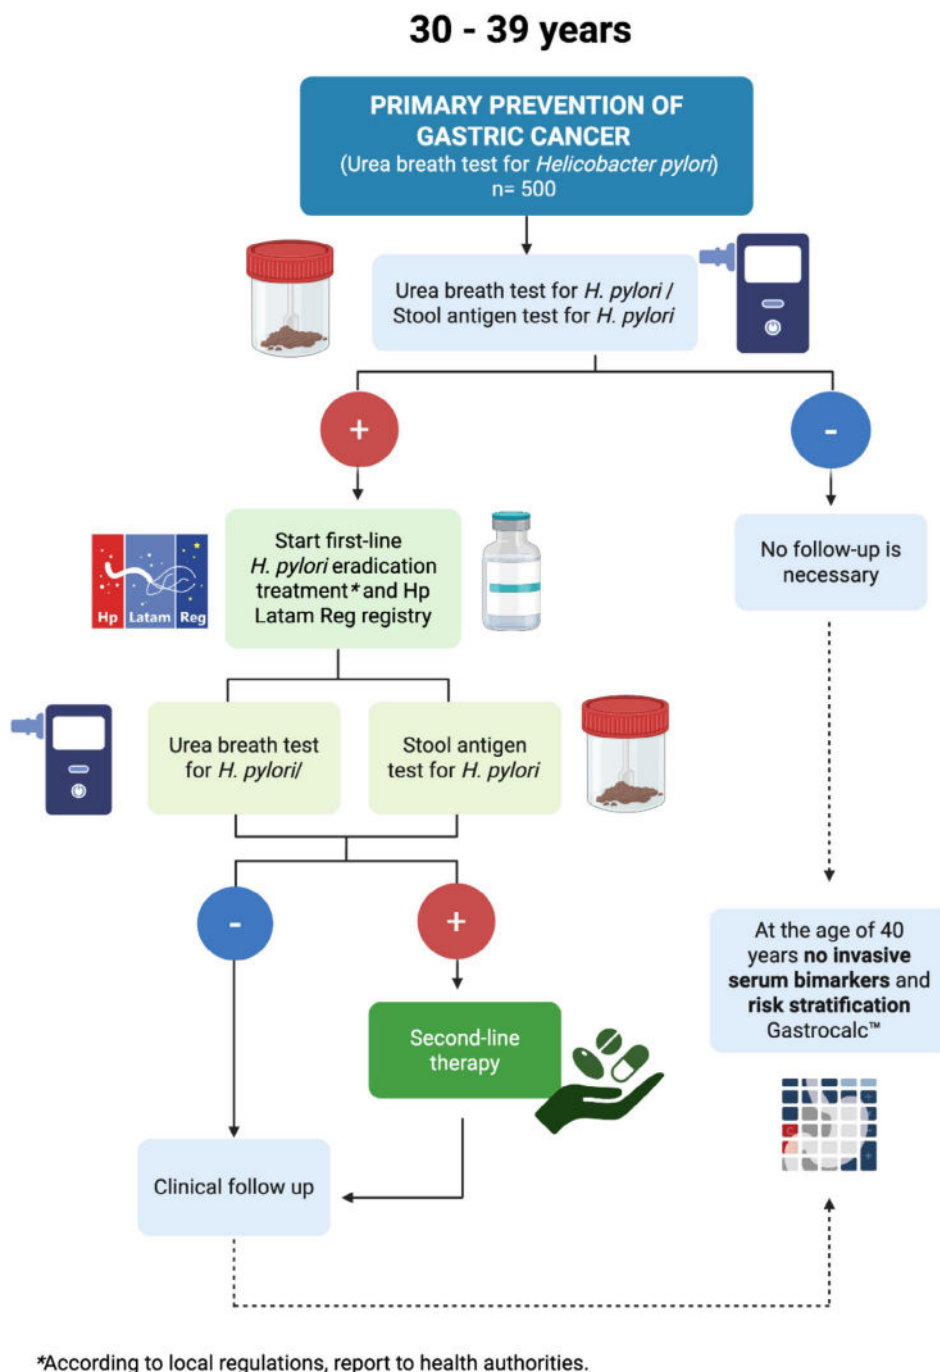 30 - 39 years
PRIMARY PREVENTION OF
GASTRIC CANCER
(Urea breath test for Helicobacter pylori)
n= 500
Urea breath test for H. pylori /
Stool antigen test for H. pylori
+
-
Start first-line
H. pylori eradication
treatment* and Hp
Latam Reg registry
Hp Latam Reg
No follow-up is
necessary
Urea breath test
for H. pylori/
Stool antigen
test for H. pylori
-
+
At the age of 40
years no invasive
serum bimarkers and
risk stratification
Gastrocalc™
Second-line
therapy
Clinical follow up
*According to local regulations, report to health authorities.